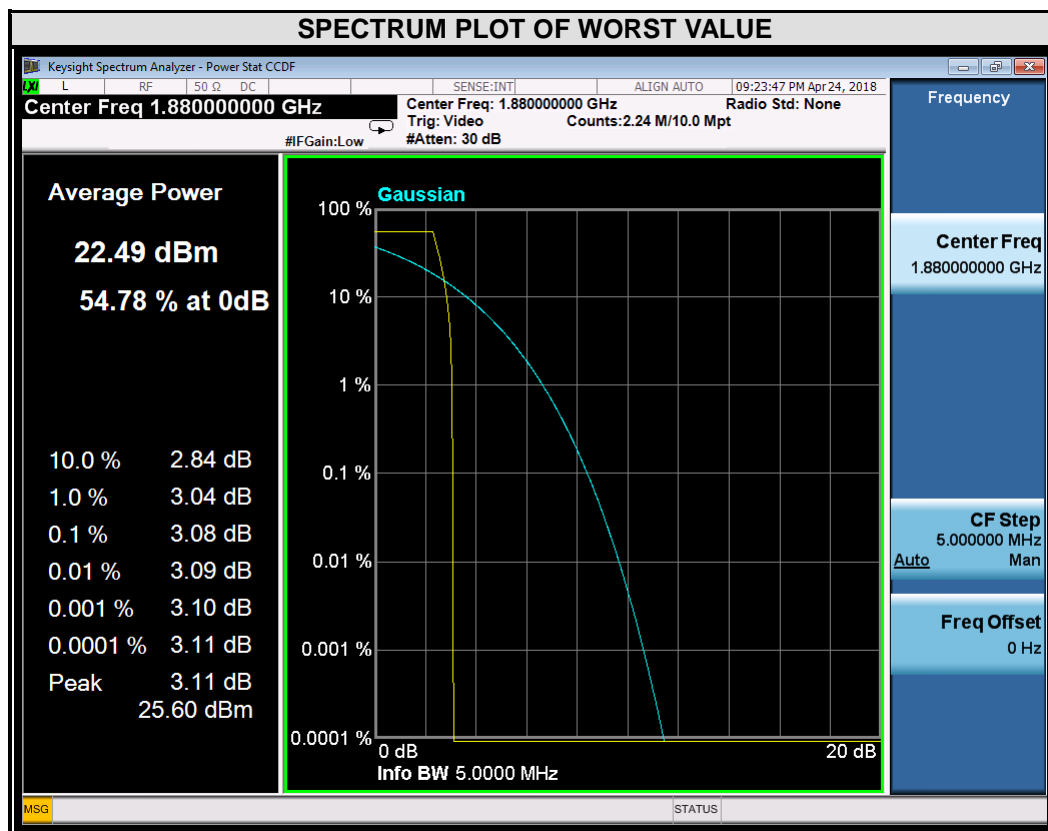 SPECTRUM PLOT OF WORST VALUE
Keysight Spectrum Analyzer - Power Stat CCDF
LXI L RF 50 Ω DC SENSE:INT ALIGN AUTO 09:23:47 PM Apr 24, 2018
Center Freq 1.880000000 GHz
Center Freq: 1.880000000 GHz Radio Std: None
Trig: Video Counts:2.24 M/10.0 Mpt
#IFGain:Low #Atten: 30 dB
Frequency
Average Power
22.49 dBm
54.78 % at 0dB
10.0 % 2.84 dB
1.0 % 3.04 dB
0.1 % 3.08 dB
0.01 % 3.09 dB
0.001 % 3.10 dB
0.0001 % 3.11 dB
Peak 3.11 dB
25.60 dBm
Gaussian
100 %
10 %
1 %
0.1 %
0.01 %
0.001 %
0.0001 %
0 dB 20 dB
Info BW 5.0000 MHz
Center Freq
1.880000000 GHz
CF Step
5.000000 MHz
Auto Man
Freq Offset
0 Hz
MSG STATUS